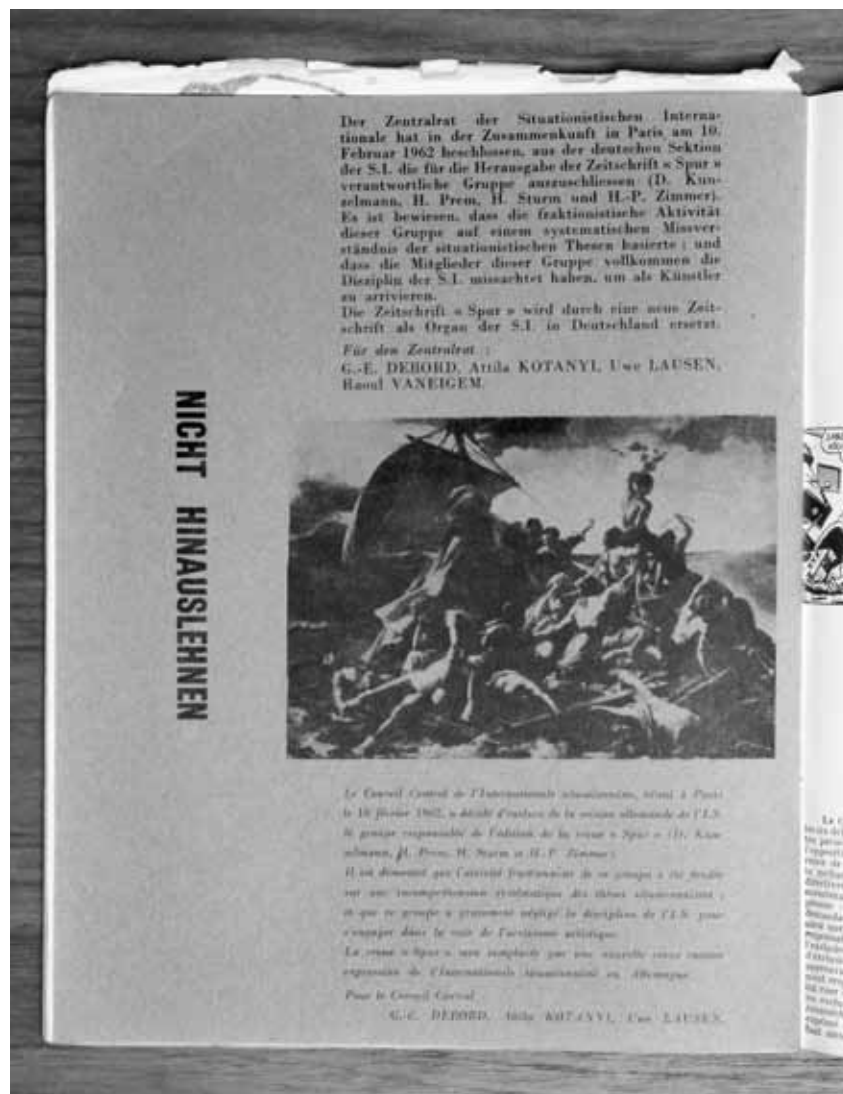 Der Zentralrat der Situationistischen Interna-
tionale hat in der Zusammenkunft in Paris am 10.
Februar 1962 beschlossen, aus der deutschen Sektion
der S.I. die für die Herausgabe der Zeitschrift « Spur »
verantwortliche Gruppe auszuschliessen (D. Kun-
zelmann, H. Prem, H. Sturm und H.-P. Zimmer).
Es ist bewiesen, dass die fraktionistische Aktivität
dieser Gruppe auf einem systematischen Missver-
ständnis der situationistischen Thesen basierte ; und
dass die Mitglieder dieser Gruppe vollkommen die
Disziplin der S.I. missachtet haben, um als Künstler
zu arrivieren.
Die Zeitschrift « Spur » wird durch eine neue Zeit-
schrift als Organ der S.I. in Deutschland ersetzt.
Für den Zentralrat :
G.-E. DEBORD, Attila KOTANYI, Uwe LAUSEN,
Raoul VANEIGEM.
NICHT HINAUSLEHNEN
Le Conseil Central de l'Internationale situationniste, réuni à Paris
le 10 février 1962, a décidé d'exclure de la section allemande de l'I.S.
le groupe responsable de l'édition de la revue « Spur » (D. Kun-
zelmann, H. Prem, H. Sturm et H.-P. Zimmer).
Il est démontré que l'activité fractionniste de ce groupe a été fondée
sur une incompréhension systématique des thèses situationnistes ;
et que ce groupe a gravement négligé la discipline de l'I.S. pour
s'engager dans la voie de l'arrivisme artistique.
La revue « Spur » sera remplacée par une nouvelle revue comme
expression de l'Internationale situationniste en Allemagne.
Pour le Conseil Central
G.-E. DEBORD, Attila KOTANYI, Uwe LAUSEN,